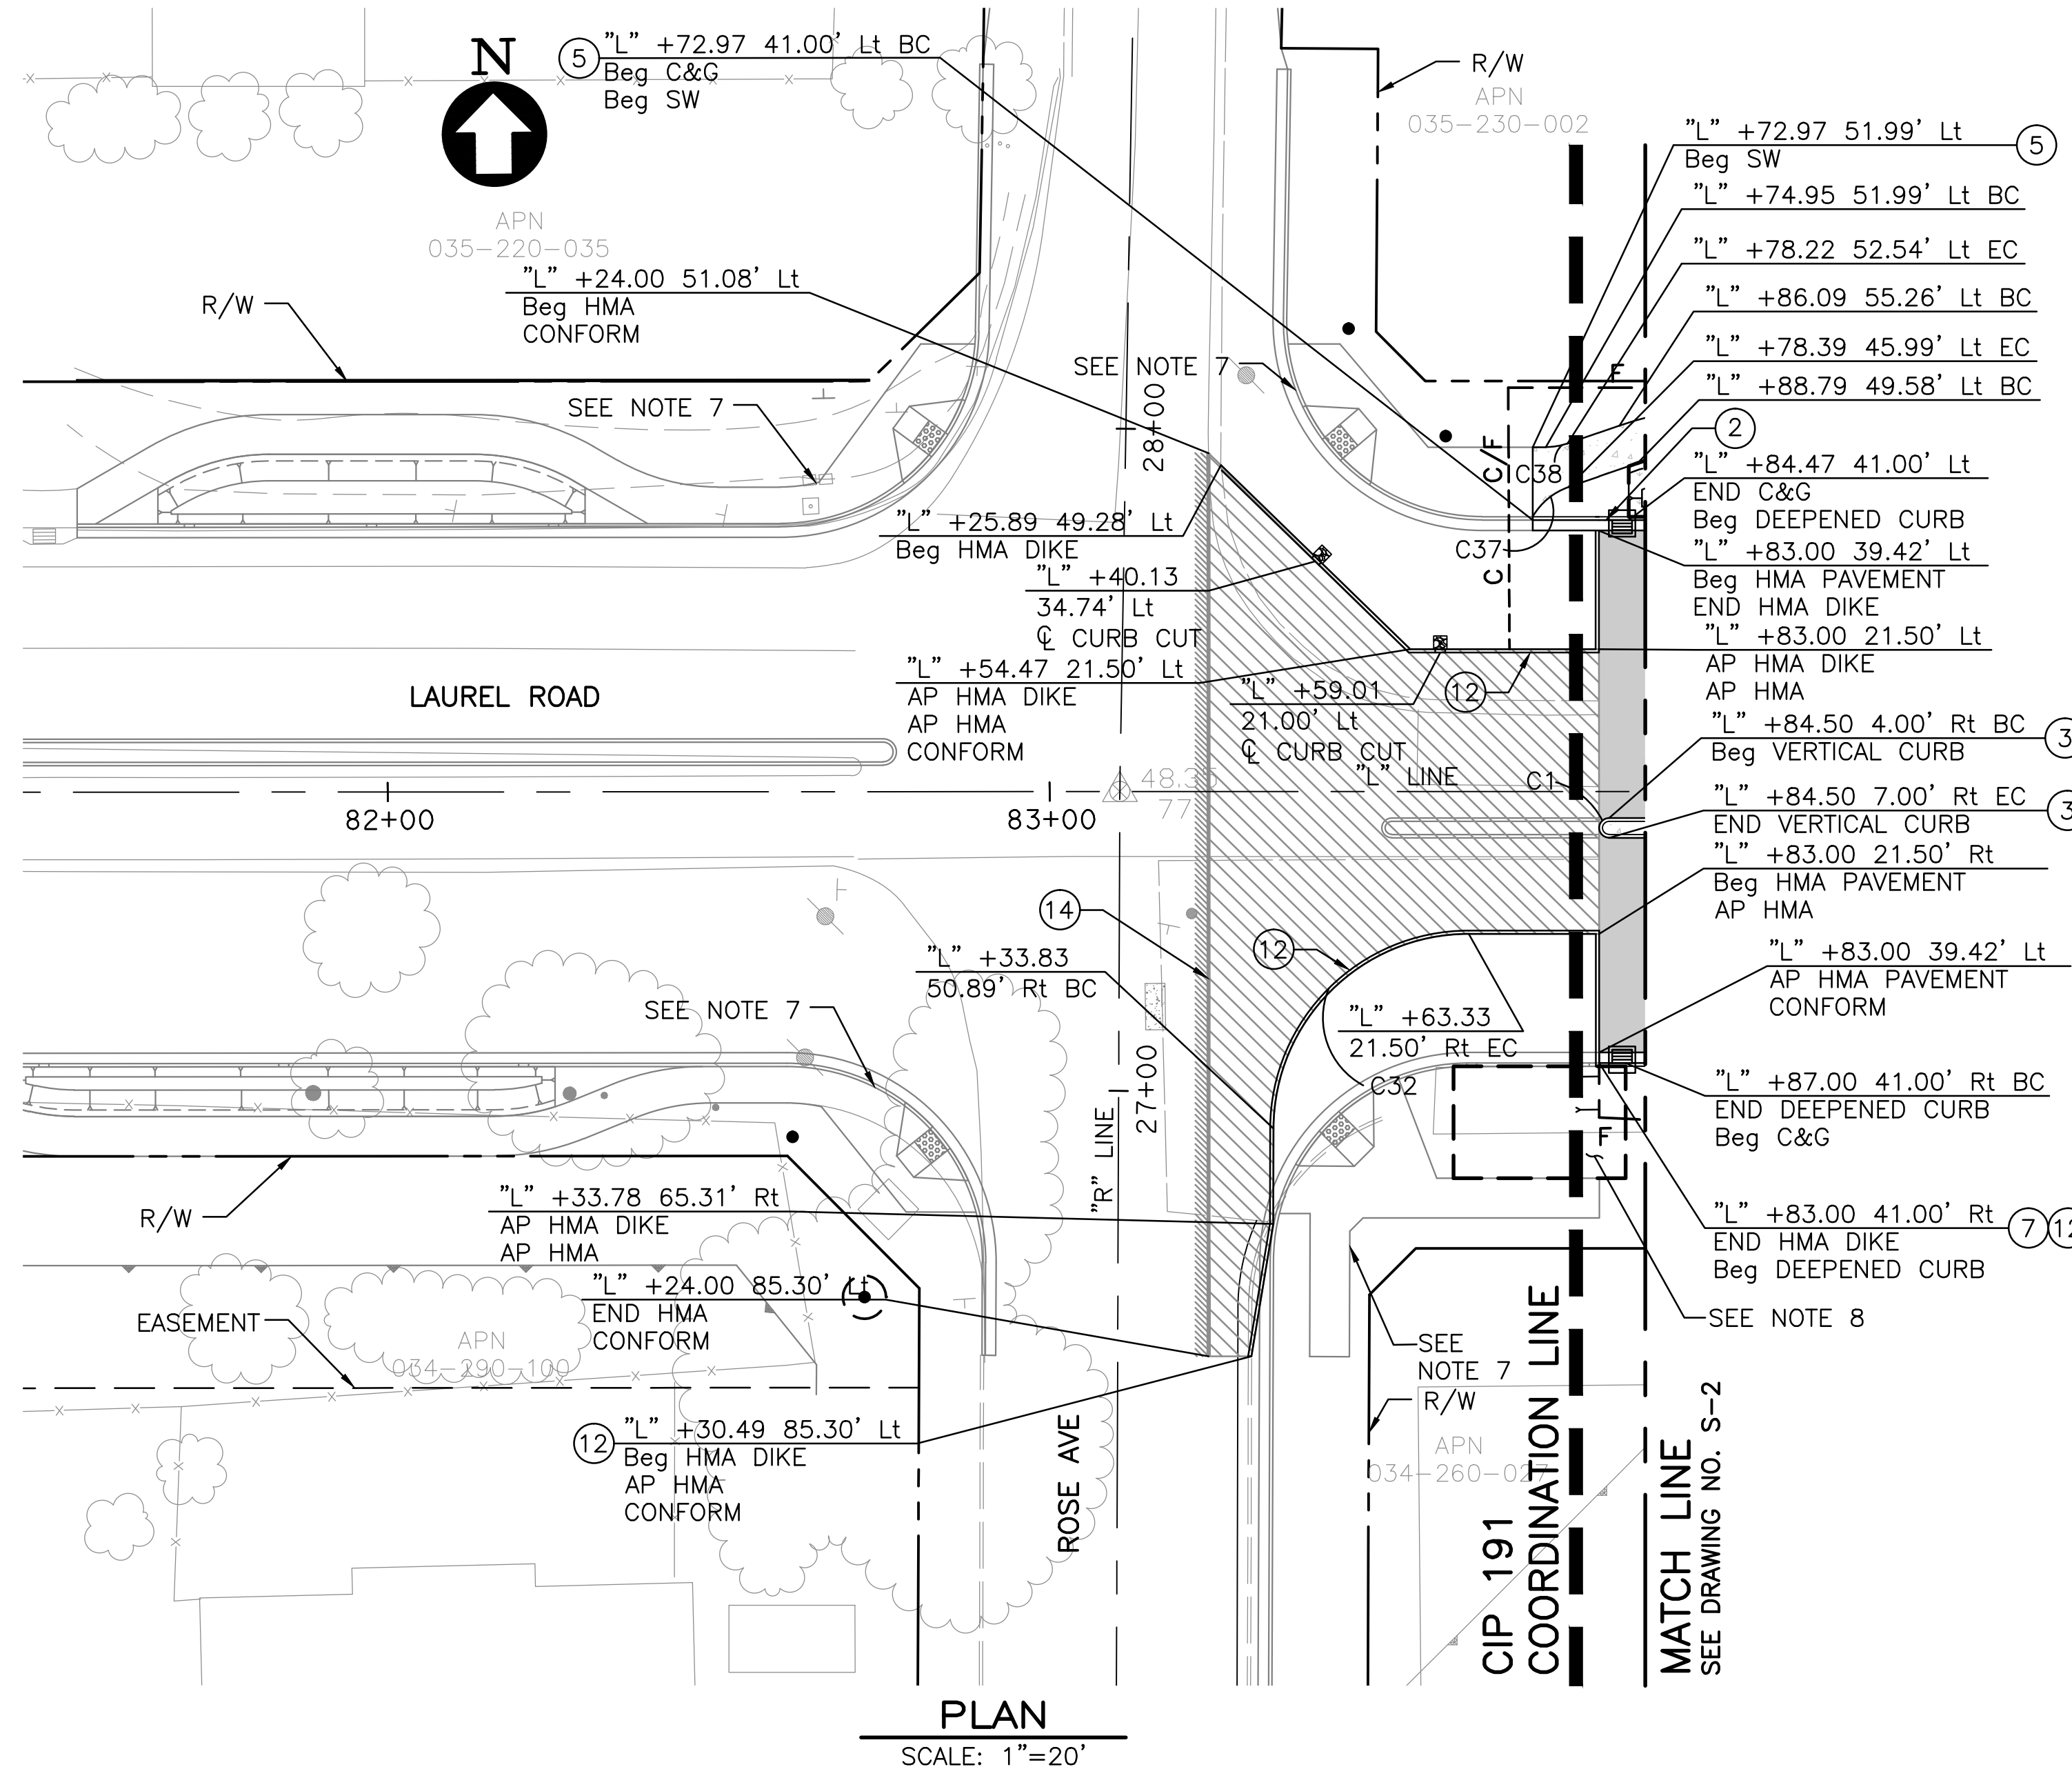 N
5
"L" +72.97 41.00' Lt BC
Beg C&G
Beg SW
R/W
APN
035-230-002
"L" +72.97 51.99' Lt
Beg SW
5
"L" +74.95 51.99' Lt BC
"L" +78.22 52.54' Lt EC
"L" +86.09 55.26' Lt BC
"L" +78.39 45.99' Lt EC
"L" +88.79 49.58' Lt BC
2
"L" +84.47 41.00' Lt
END C&G
Beg DEEPENED CURB
"L" +83.00 39.42' Lt
Beg HMA PAVEMENT
END HMA DIKE
"L" +83.00 21.50' Lt
AP HMA DIKE
AP HMA
"L" +84.50 4.00' Rt BC
Beg VERTICAL CURB
3
"L" +84.50 7.00' Rt EC
END VERTICAL CURB
3
"L" +83.00 21.50' Rt
Beg HMA PAVEMENT
AP HMA
"L" +83.00 39.42' Lt
AP HMA PAVEMENT
CONFORM
"L" +87.00 41.00' Rt BC
END DEEPENED CURB
Beg C&G
"L" +83.00 41.00' Rt
END HMA DIKE
Beg DEEPENED CURB
7
12
SEE NOTE 8
APN
035-220-035
R/W
"L" +24.00 51.08' Lt
Beg HMA
CONFORM
SEE NOTE 7
SEE NOTE 7
28+00
F
C/F
C38
C37
C
"L" +25.89 49.28' Lt
Beg HMA DIKE
"L" +40.13
34.74' Lt
℄ CURB CUT
"L" +54.47 21.50' Lt
AP HMA DIKE
AP HMA
CONFORM
"L" +59.01
21.00' Lt
℄ CURB CUT
12
LAUREL ROAD
"L" LINE
C1
48.35
77
82+00
83+00
14
12
"L" +33.83
50.89' Rt BC
"L" +63.33
21.50' Rt EC
C32
SEE NOTE 7
27+00
"R" LINE
F
R/W
"L" +33.78 65.31' Rt
AP HMA DIKE
AP HMA
"L" +24.00 85.30' Lt
END HMA
CONFORM
EASEMENT
APN
034-290-100
12
"L" +30.49 85.30' Lt
Beg HMA DIKE
AP HMA
CONFORM
ROSE AVE
SEE
NOTE 7
R/W
APN
034-260-027
CIP 191
COORDINATION LINE
MATCH LINE
SEE DRAWING NO. S-2
PLAN
SCALE: 1"=20'